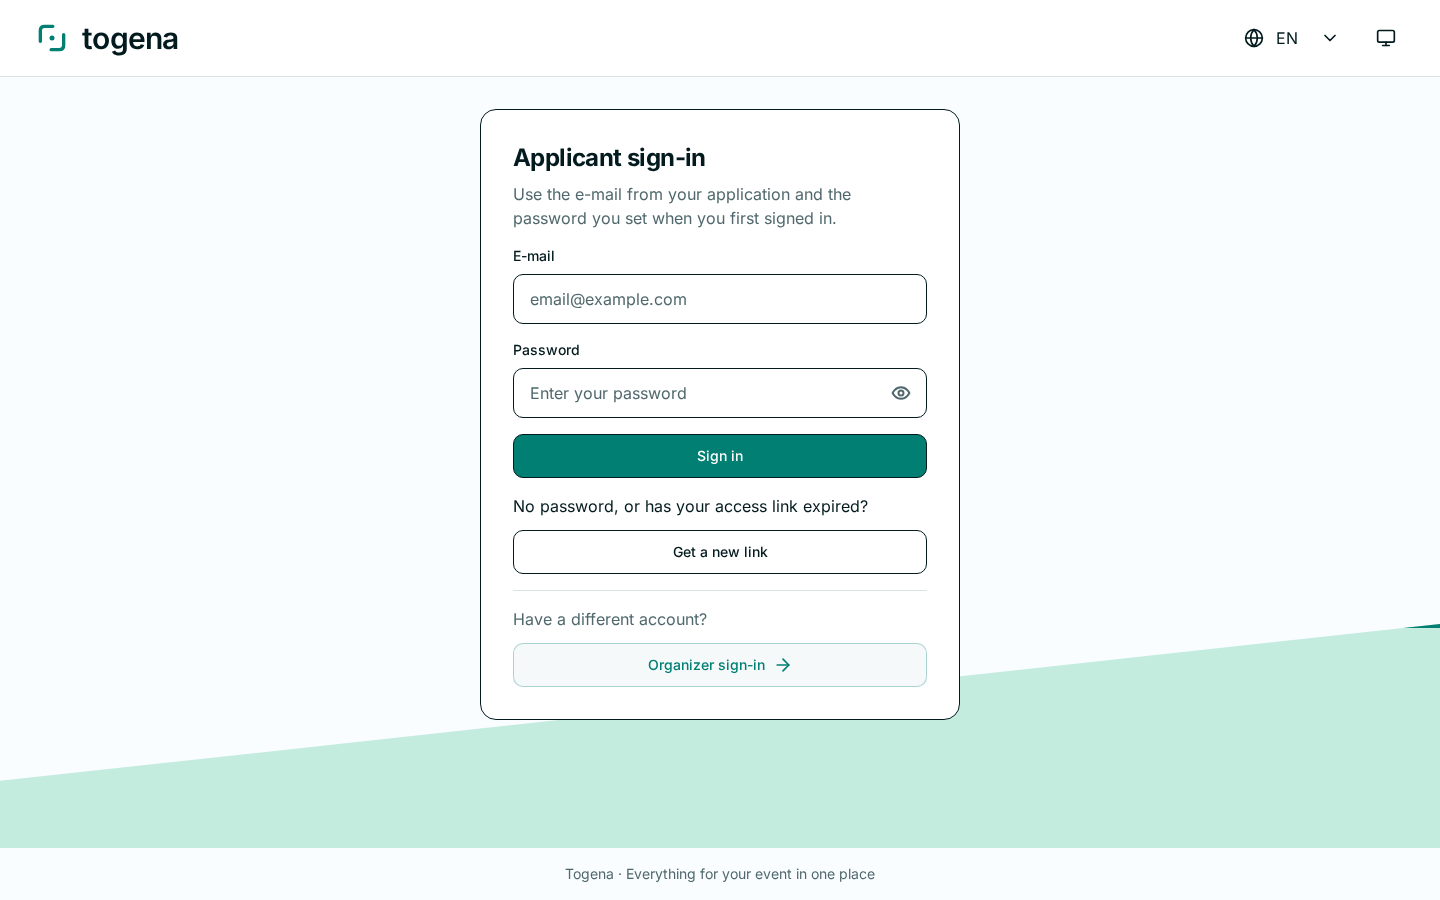 togena
EN
Applicant sign-in
Use the e-mail from your application and the
password you set when you first signed in.
E-mail
email@example.com
Password
Enter your password
Sign in
No password, or has your access link expired?
Get a new link
Have a different account?
Organizer sign-in
Togena · Everything for your event in one place